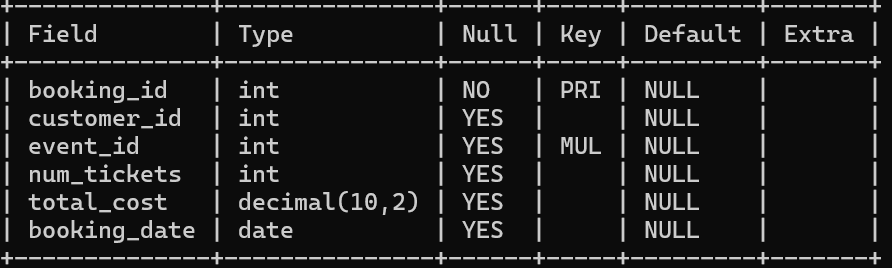 +--------------+---------------+------+-----+---------+-------+
| Field        | Type          | Null | Key | Default | Extra |
+--------------+---------------+------+-----+---------+-------+
| booking_id   | int           | NO   | PRI | NULL    |       |
| customer_id  | int           | YES  |     | NULL    |       |
| event_id     | int           | YES  | MUL | NULL    |       |
| num_tickets  | int           | YES  |     | NULL    |       |
| total_cost   | decimal(10,2) | YES  |     | NULL    |       |
| booking_date | date          | YES  |     | NULL    |       |
+--------------+---------------+------+-----+---------+-------+